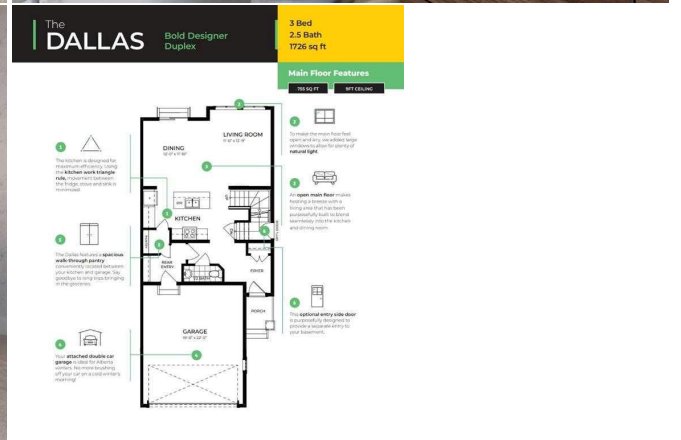 The
DALLAS
Bold Designer
Duplex
3 Bed
2.5 Bath
1726 sq ft
Main Floor Features
755 SQ FT
9FT CEILING
The kitchen is designed for
maximum efficiency. Using
the kitchen work triangle
rule, movement between
the fridge, stove and sink is
minimized.
The Dallas features a spacious
walk-through pantry
conveniently located between
your kitchen and garage. Say
goodbye to long trips bringing
in the groceries.
4
Your attached double car
garage is ideal for Alberta
winters. No more brushing
off your car on a cold winter's
morning!
LIVING ROOM
DINING
KITCHEN
UP
REAR
ENTRY
1/2 BATH
FOYER
PORCH
GARAGE
4
To make the main floor feel
open and airy, we added large
windows to allow for plenty of
natural light.
An open main floor makes
hosting a breeze with a
living area that has been
purposefully built to blend
seamlessly into the kitchen
and dining room.
This optional entry side door
is purposefully designed to
provide a separate entry to
your basement.